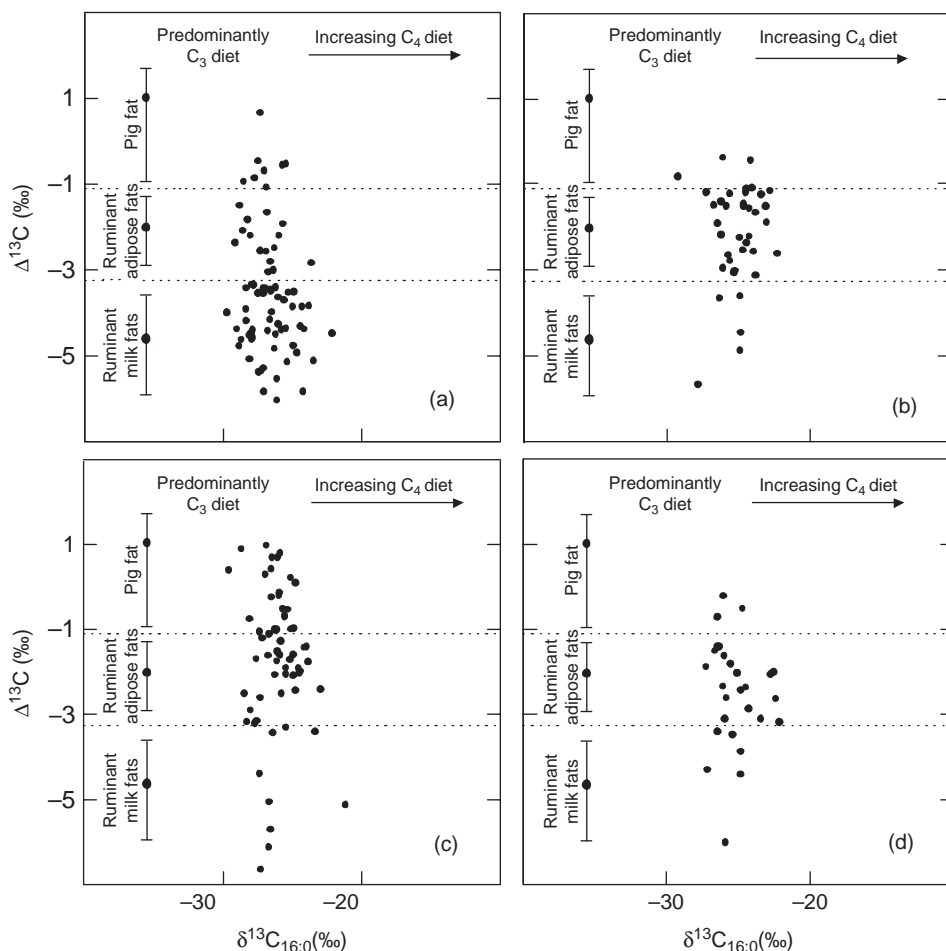 Predominantly
C₃ diet
Increasing C₄ diet
1
−1
−3
−5
Δ¹³C (‰)
Pig fat
Ruminant
adipose fats
Ruminant
milk fats
(a)
Predominantly
C₃ diet
Increasing C₄ diet
Pig fat
Ruminant
adipose fats
Ruminant
milk fats
(b)
Predominantly
C₃ diet
Increasing C₄ diet
1
−1
−3
−5
Δ¹³C (‰)
Pig fat
Ruminant
adipose fats
Ruminant
milk fats
(c)
−30
−20
δ¹³C₁₆:₀(‰)
Predominantly
C₃ diet
Increasing C₄ diet
Pig fat
Ruminant
adipose fats
Ruminant
milk fats
(d)
−30
−20
δ¹³C₁₆:₀(‰)